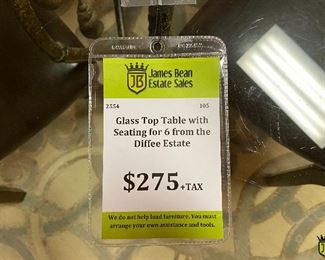 JB
James Bean
Estate Sales
2554 105
Glass Top Table with
Seating for 6 from the
Diffee Estate
$275+TAX
We do not help load furniture. You must
arrange your own assistance and tools.